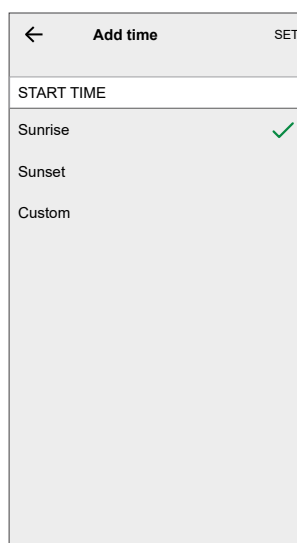 Add time SET
START TIME
Sunrise
Sunset
Custom